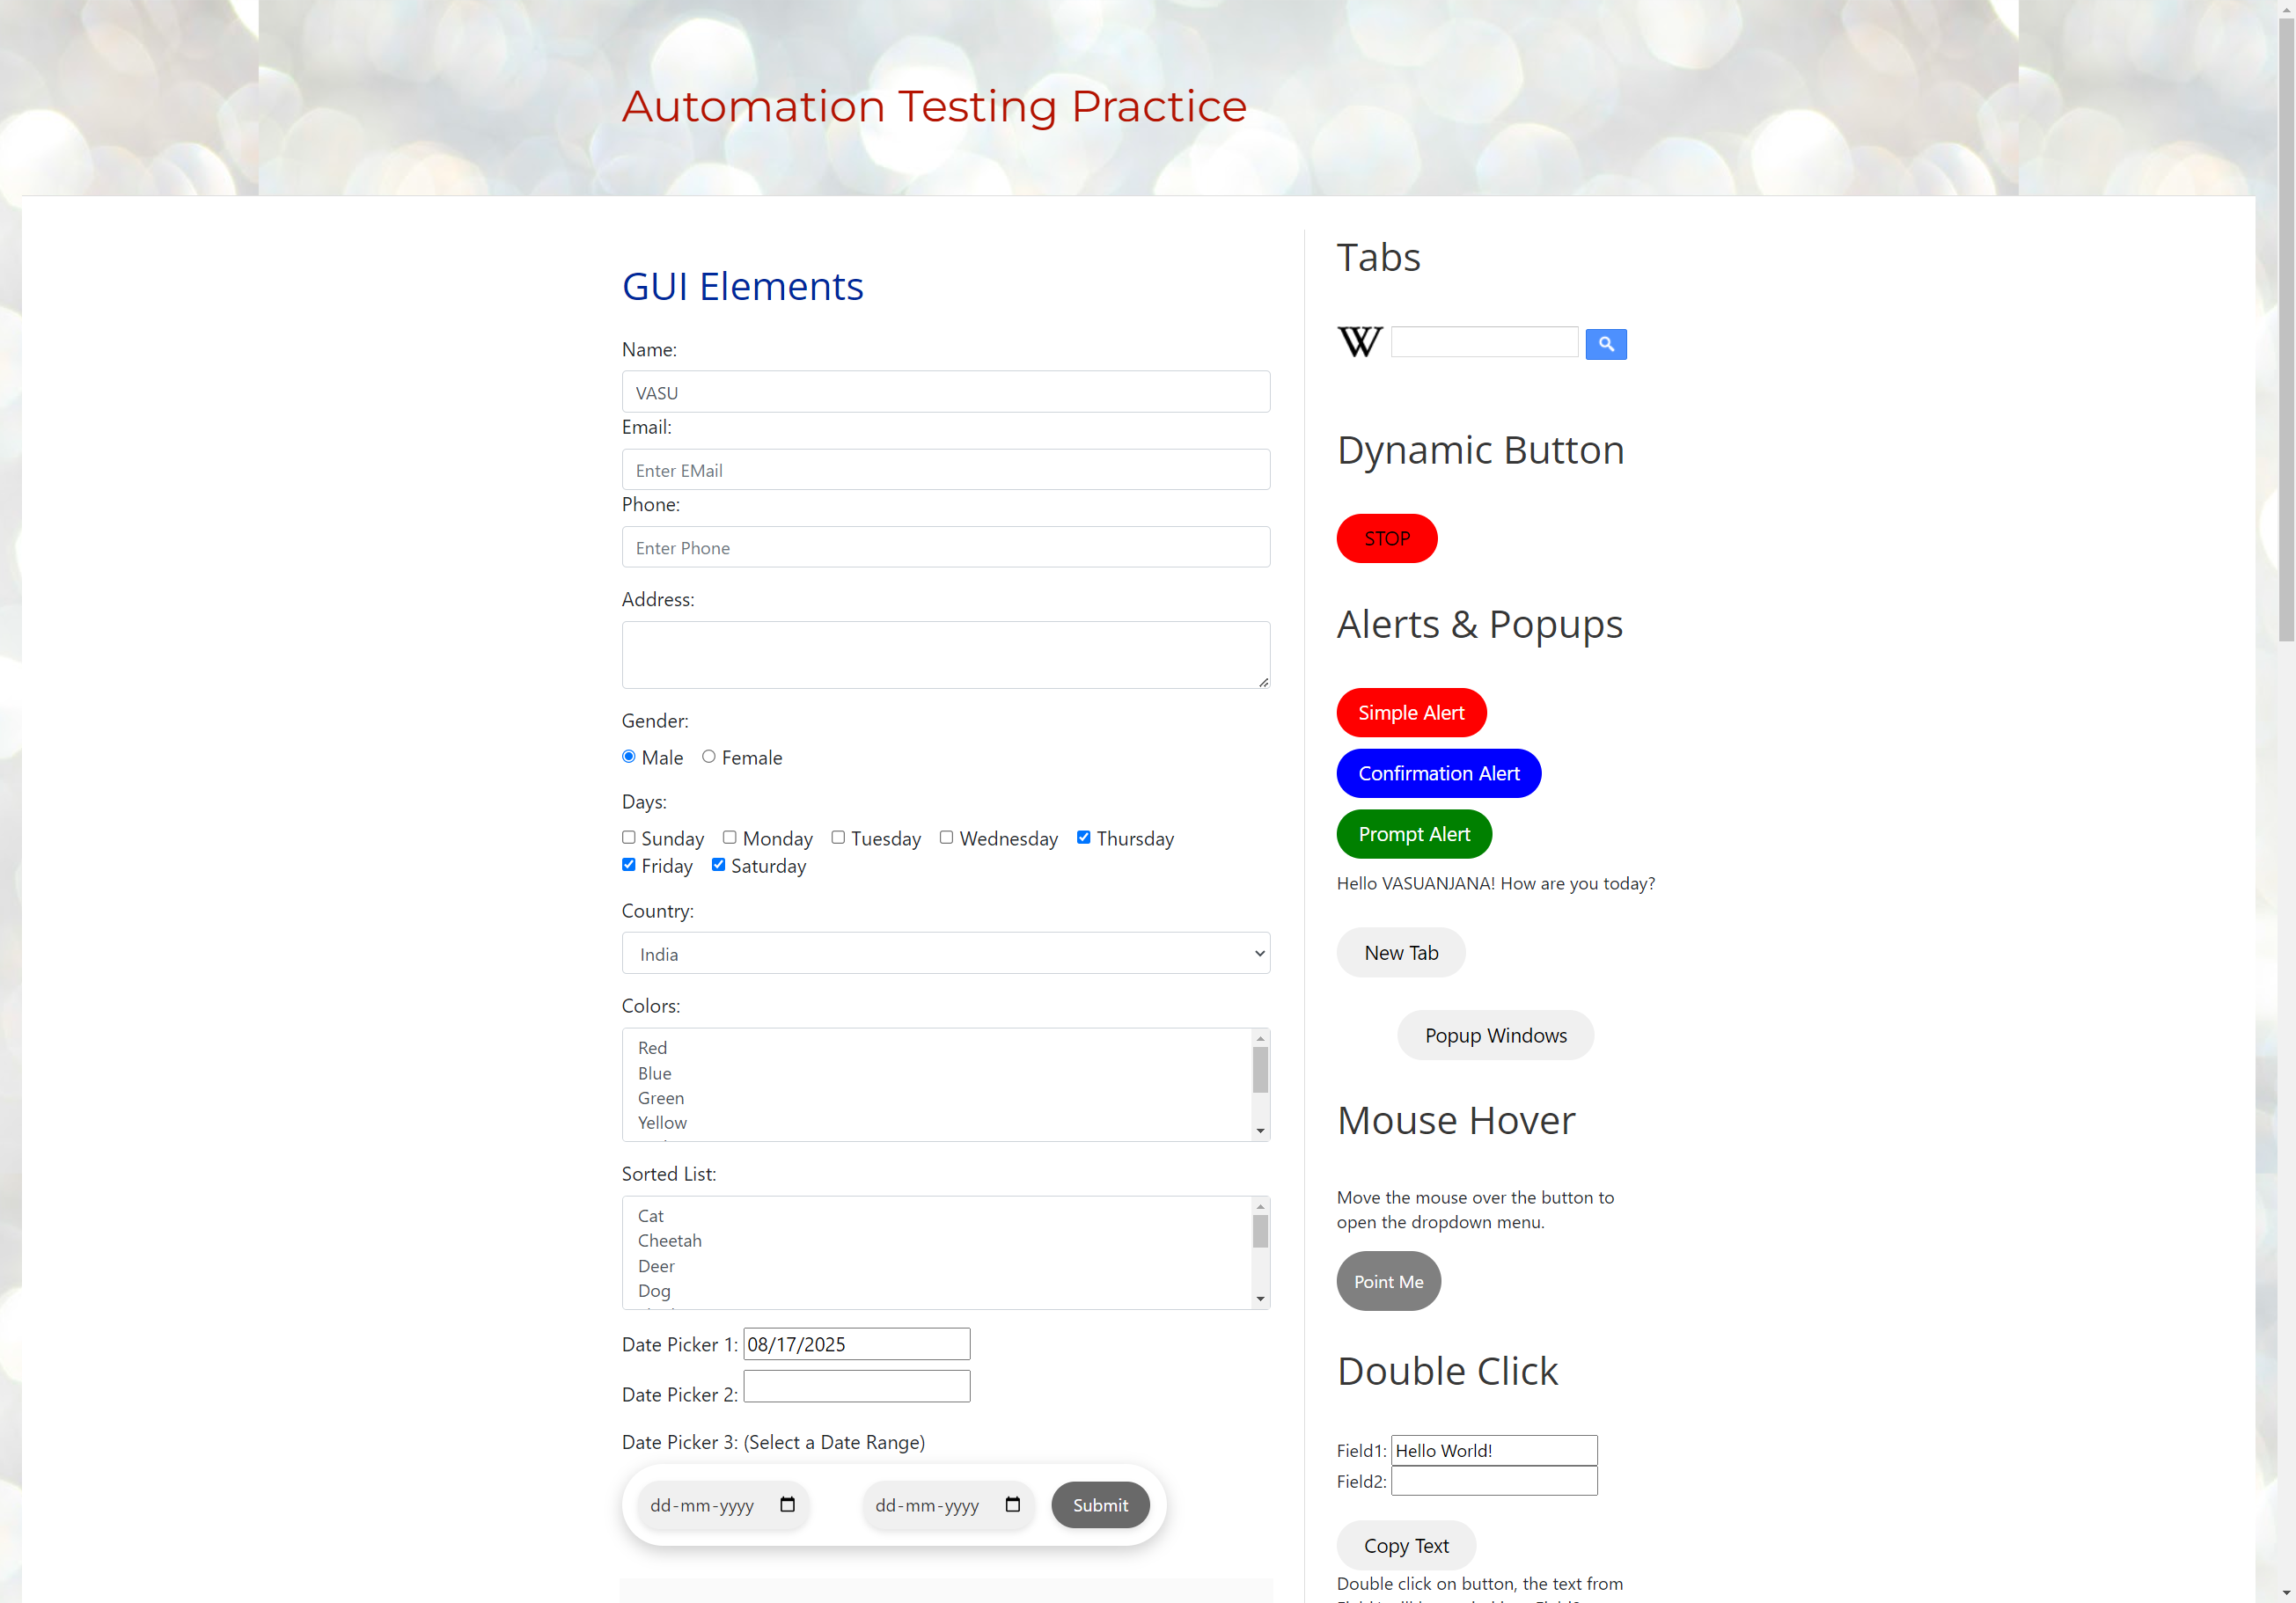 Automation Testing Practice
GUI Elements
Name:
VASU
Email:
Enter EMail
Phone:
Enter Phone
Address:
Gender:
Male Female
Days:
Sunday Monday Tuesday Wednesday Thursday
Friday Saturday
Country:
India
Colors:
Red
Blue
Green
Yellow
Sorted List:
Cat
Cheetah
Deer
Dog
Date Picker 1: 08/17/2025
Date Picker 2:
Date Picker 3: (Select a Date Range)
dd-mm-yyyy dd-mm-yyyy Submit
Tabs
W
Dynamic Button
STOP
Alerts & Popups
Simple Alert
Confirmation Alert
Prompt Alert
Hello VASUANJANA! How are you today?
New Tab
Popup Windows
Mouse Hover
Move the mouse over the button to
open the dropdown menu.
Point Me
Double Click
Field1: Hello World!
Field2:
Copy Text
Double click on button, the text from